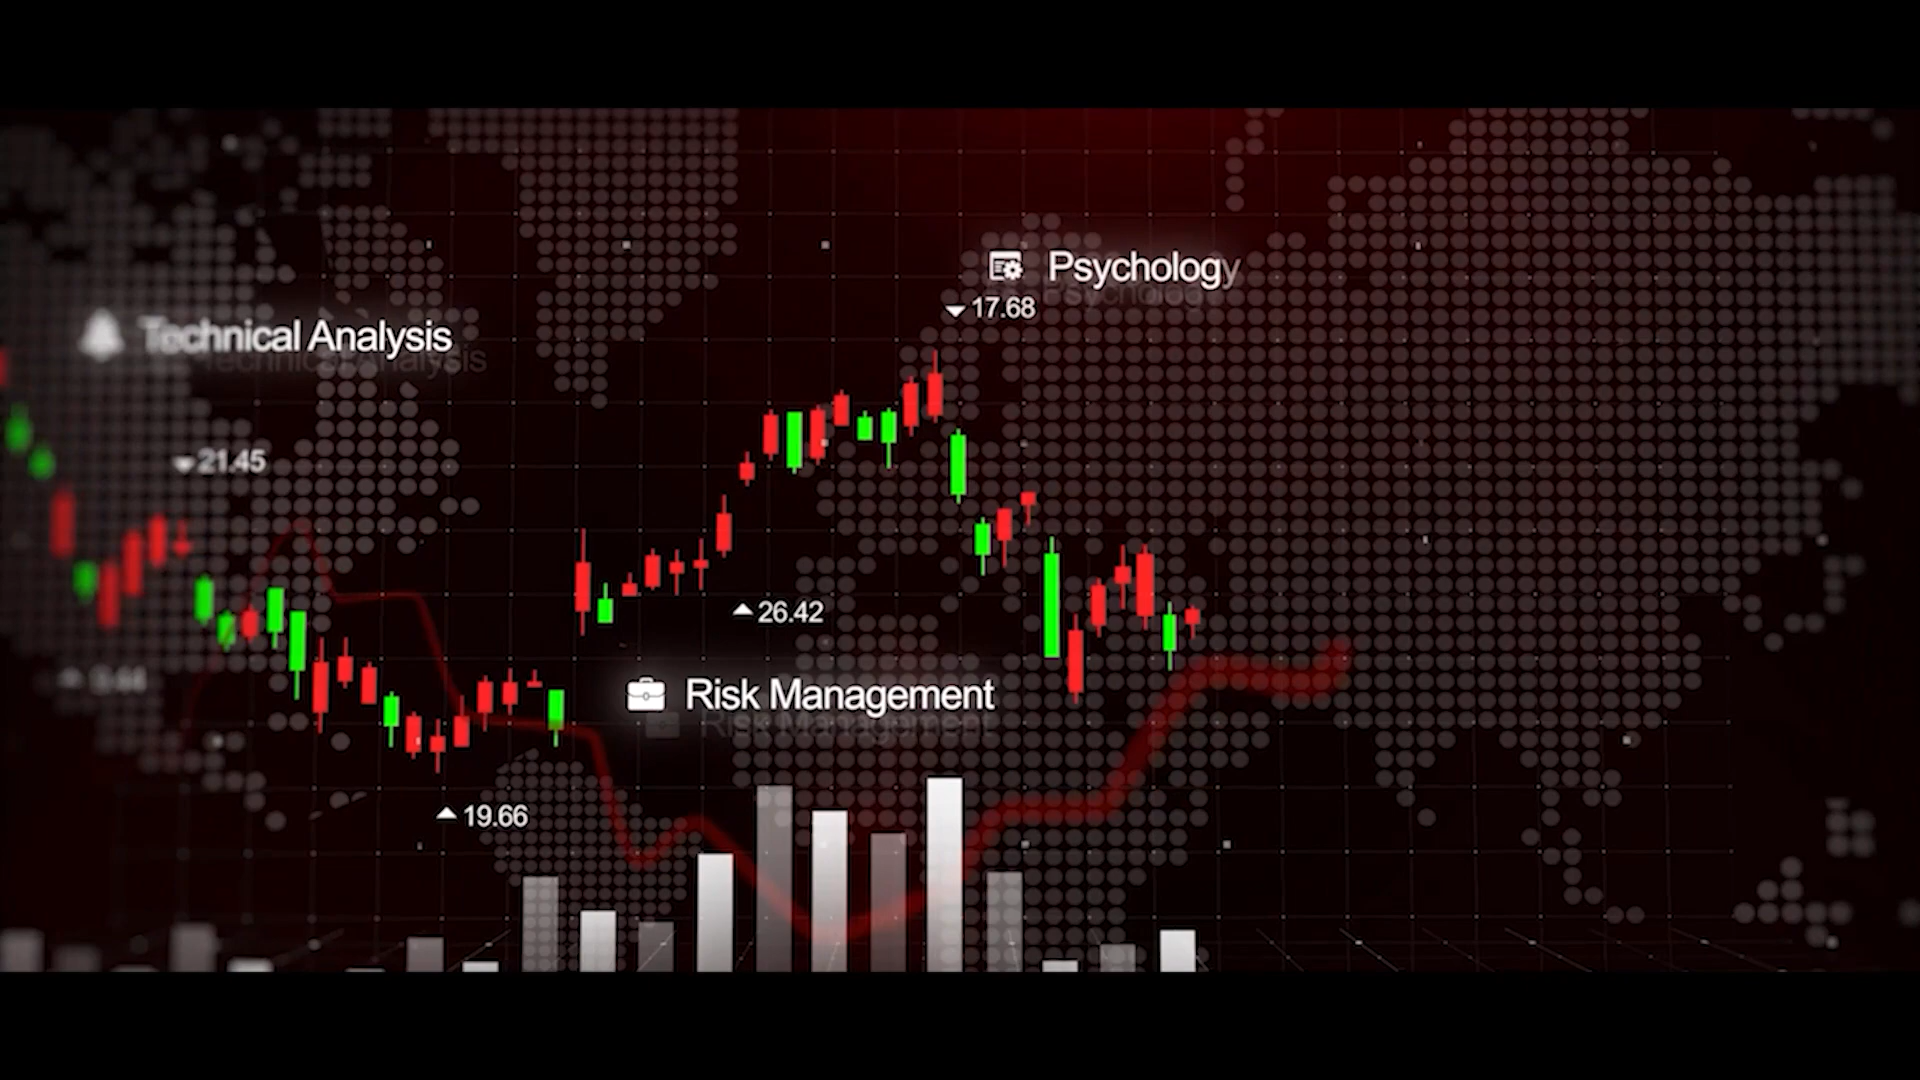 Psychology
17.68
Technical Analysis
21.45
26.42
Risk Management
19.66